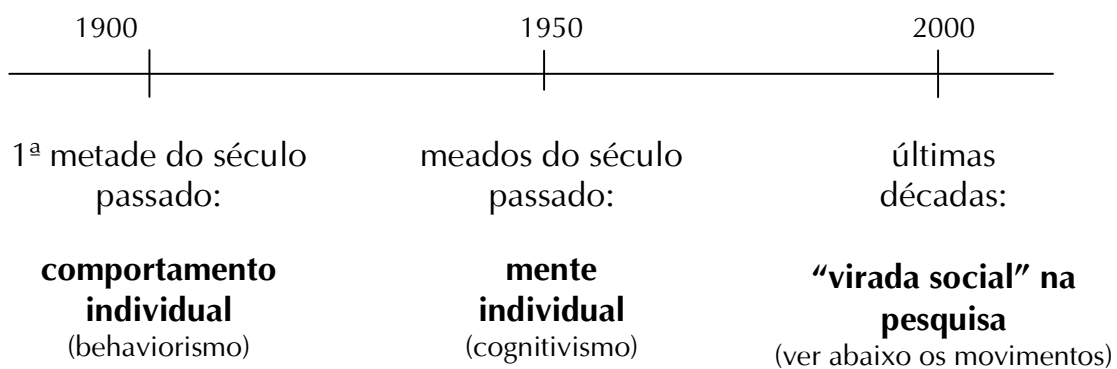 1900
1950
2000
1ª metade do século
passado:
comportamento
individual
(behaviorismo)
meados do século
passado:
mente
individual
(cognitivismo)
últimas
décadas:
“virada social” na
pesquisa
(ver abaixo os movimentos)